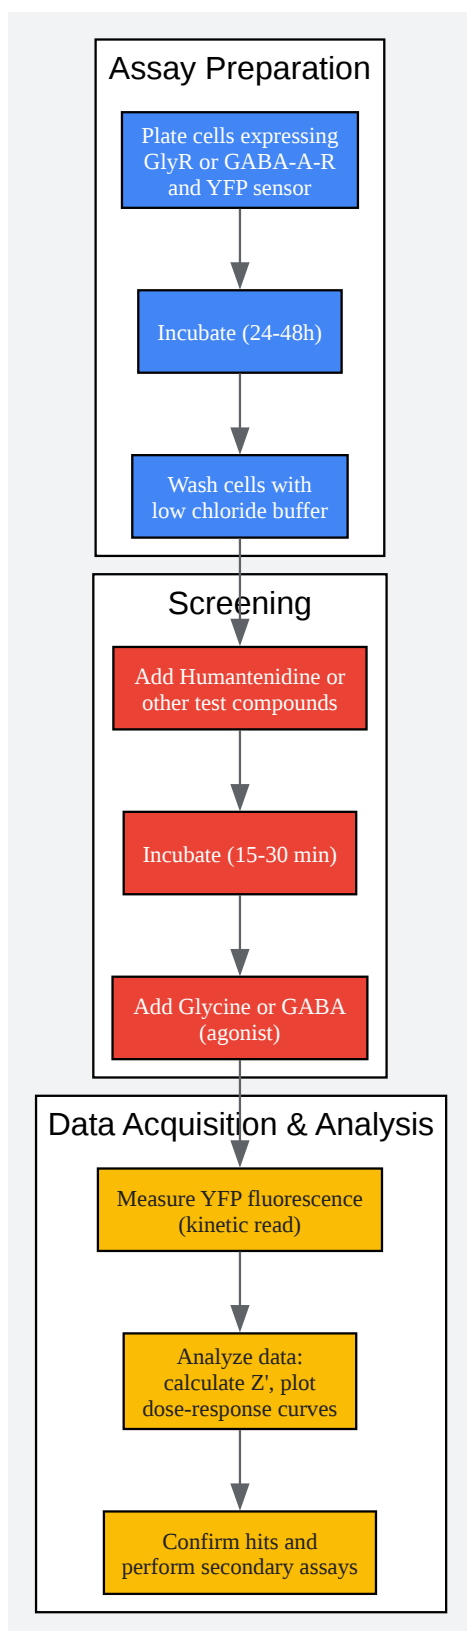 Assay Preparation
Plate cells expressing
GlyR or GABA-A-R
and YFP sensor
Incubate (24-48h)
Wash cells with
low chloride buffer
Screening
Add Humantenidine or
other test compounds
Incubate (15-30 min)
Add Glycine or GABA
(agonist)
Data Acquisition & Analysis
Measure YFP fluorescence
(kinetic read)
Analyze data:
calculate Z', plot
dose-response curves
Confirm hits and
perform secondary assays